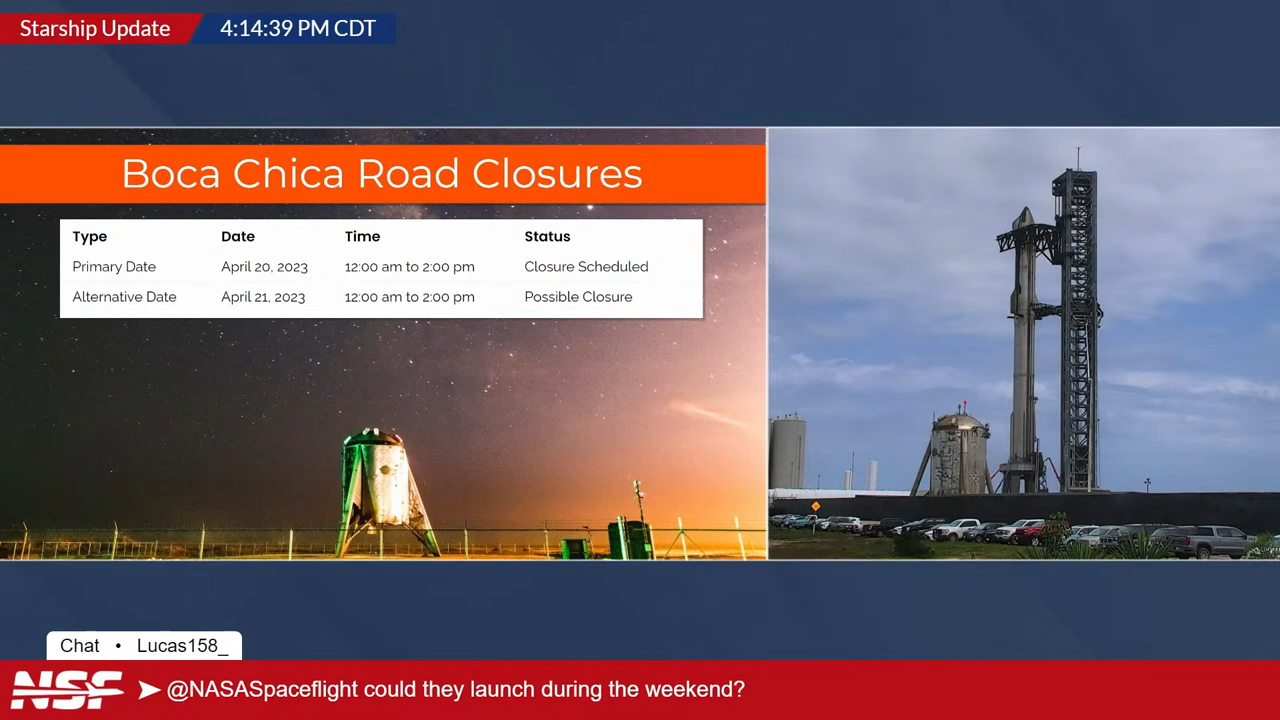 Starship Update
4:14:39 PM CDT
Boca Chica Road Closures
Type Date Time Status
Primary Date April 20, 2023 12:00 am to 2:00 pm Closure Scheduled
Alternative Date April 21, 2023 12:00 am to 2:00 pm Possible Closure
Chat • Lucas158_
NSF
@NASASpaceflight could they launch during the weekend?